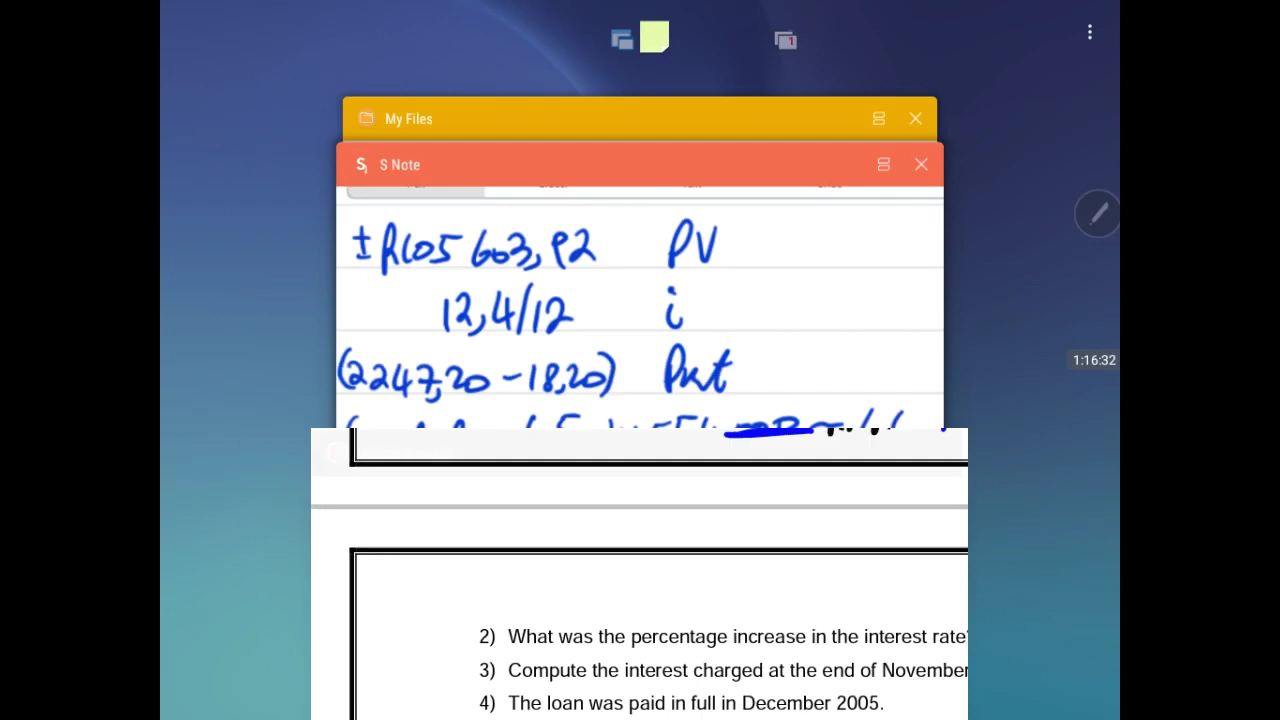 1
My Files
S Note
± R105 603,92 PV
12,4/12 i
(2247,20 - 18,20) Pmt
1:16:32
2) What was the percentage increase in the interest rate?
3) Compute the interest charged at the end of November
4) The loan was paid in full in December 2005.